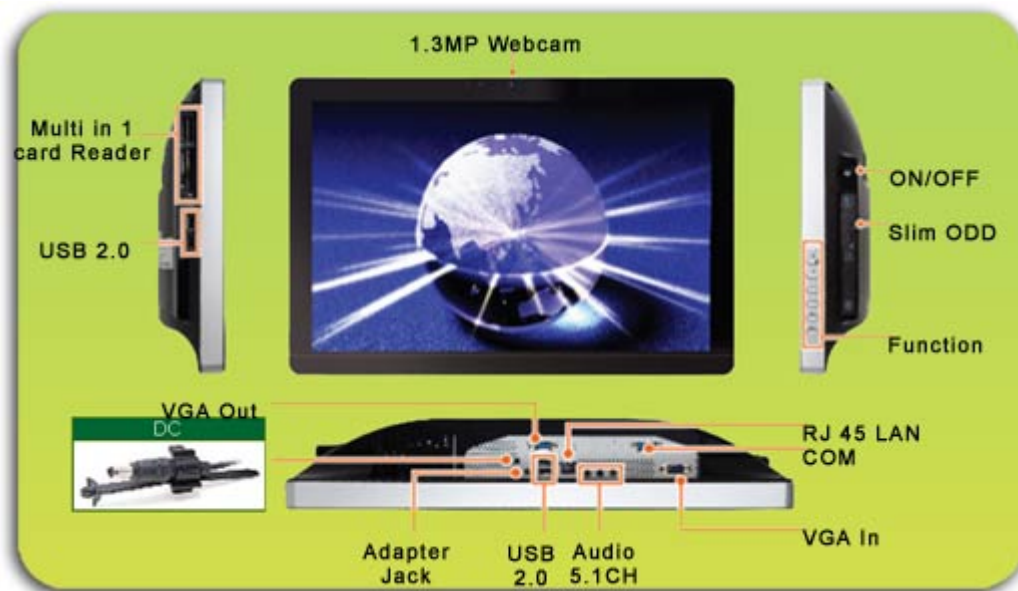 1.3MP Webcam
Multi in 1
card Reader
USB 2.0
ON/OFF
Slim ODD
Function
VGA Out
DC
RJ 45 LAN
COM
VGA In
Adapter
Jack
USB
2.0
Audio
5.1CH